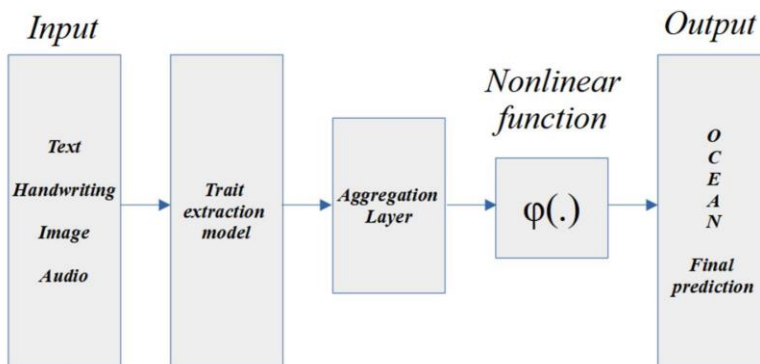 Input
Text
Handwriting
Image
Audio
Trait
extraction
model
Aggregation
Layer
Nonlinear
function
φ(.)
Output
O
C
E
A
N
Final
prediction